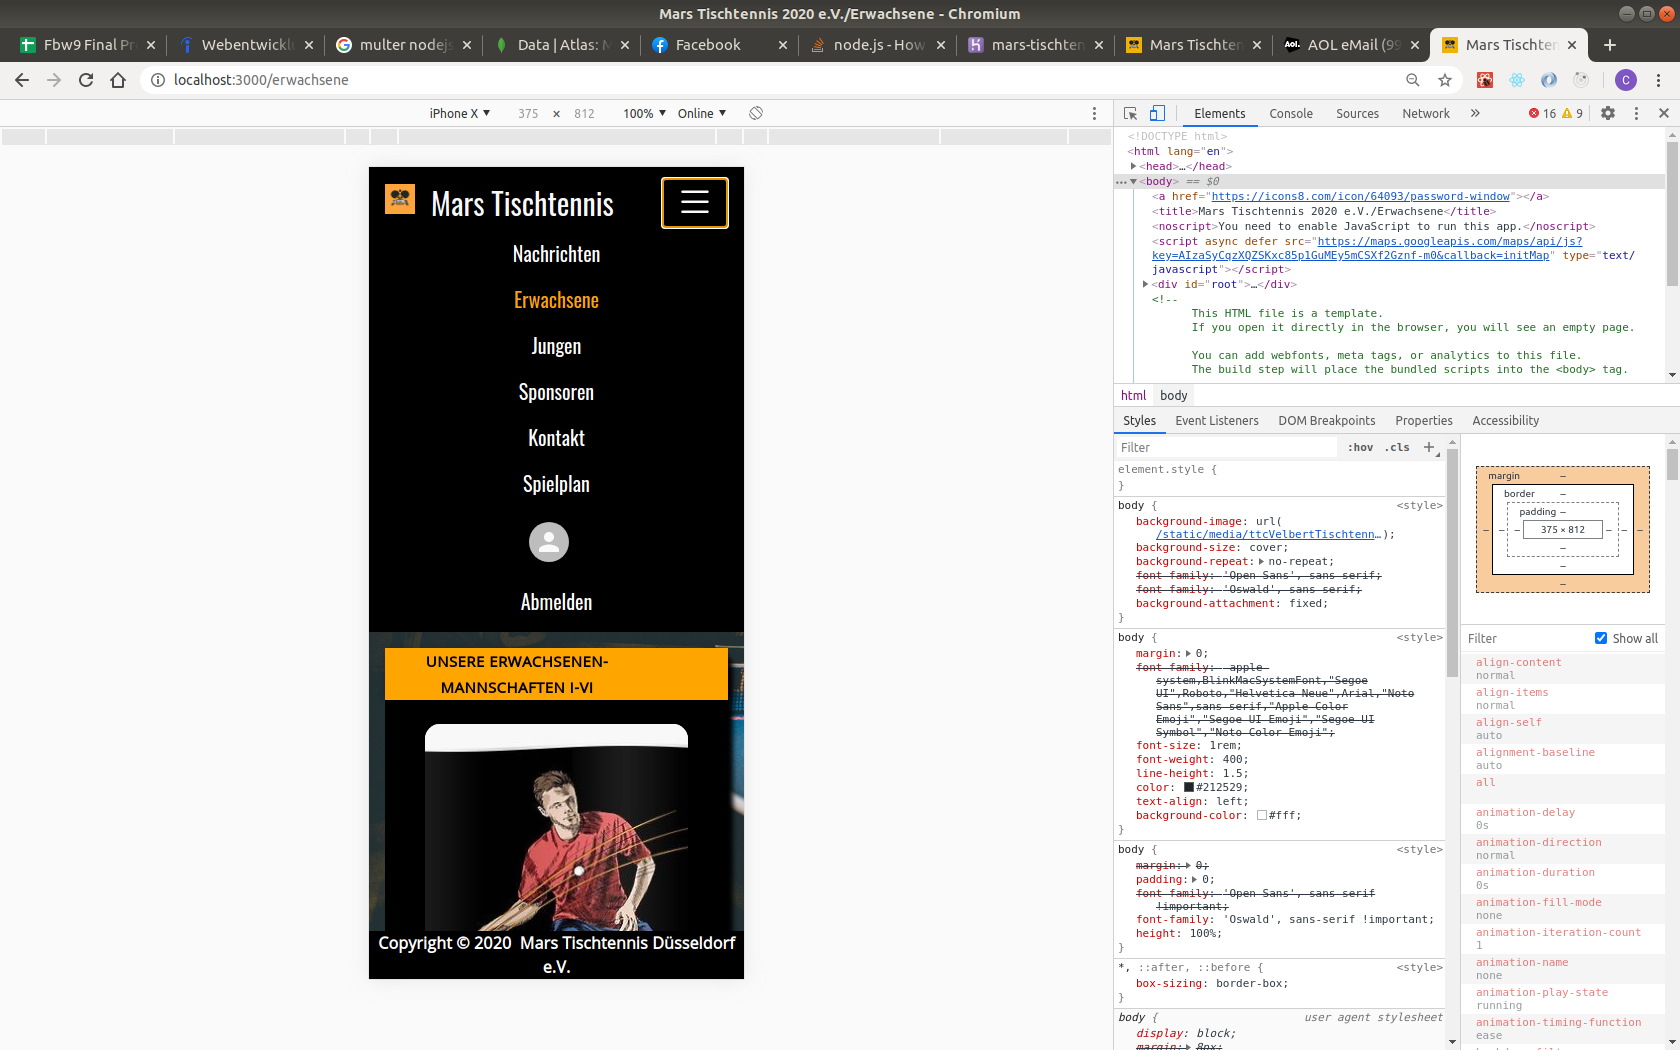 Mars Tischtennis 2020 e.V./Erwachsene - Chromium
Fbw9 Final Pr
Webentwickl
multer nodejs
Data | Atlas: M
Facebook
node.js - How
mars-tischten
Mars Tischten
AOL eMail (99
Mars Tischten
localhost:3000/erwachsene
C
iPhone X ▼ 375 × 812 100% ▼ Online ▼
Elements Console Sources Network » 16 9
Mars Tischtennis
Nachrichten
Erwachsene
Jungen
Sponsoren
Kontakt
Spielplan
Abmelden
UNSERE ERWACHSENEN-
MANNSCHAFTEN I-VI
Copyright © 2020 Mars Tischtennis Düsseldorf
e.V.
<!DOCTYPE html>
<html lang="en">
<head>…</head>
<body> == $0
<a href="https://icons8.com/icon/64093/password-window"></a>
<title>Mars Tischtennis 2020 e.V./Erwachsene</title>
<noscript>You need to enable JavaScript to run this app.</noscript>
<script async defer src="https://maps.googleapis.com/maps/api/js?
key=AIzaSyCqzXQZSKxc85p1GuMEy5mCSXf2Gznf-m0&callback=initMap" type="text/
javascript"></script>
<div id="root">…</div>
<!--
This HTML file is a template.
If you open it directly in the browser, you will see an empty page.
You can add webfonts, meta tags, or analytics to this file.
The build step will place the bundled scripts into the <body> tag.
html body
Styles Event Listeners DOM Breakpoints Properties Accessibility
Filter :hov .cls +
element.style {
}
body { <style>
background-image: url(
/static/media/ttcVelbertTischtenn…);
background-size: cover;
background-repeat: no-repeat;
font-family: 'Open Sans', sans-serif;
font-family: 'Oswald', sans-serif;
background-attachment: fixed;
}
body { <style>
margin: 0;
font-family: -apple-
system,BlinkMacSystemFont,"Segoe
UI",Roboto,"Helvetica Neue",Arial,"Noto
Sans",sans-serif,"Apple Color
Emoji","Segoe UI Emoji","Segoe UI
Symbol","Noto Color Emoji";
font-size: 1rem;
font-weight: 400;
line-height: 1.5;
color: #212529;
text-align: left;
background-color: #fff;
}
body { <style>
margin: 0;
padding: 0;
font-family: 'Open Sans', sans-serif
!important;
font-family: 'Oswald', sans-serif !important;
height: 100%;
}
*, ::after, ::before { <style>
box-sizing: border-box;
}
body { user agent stylesheet
display: block;
margin: 8px;
margin –
border –
padding –
375 × 812
Filter Show all
align-content
normal
align-items
normal
align-self
auto
alignment-baseline
auto
all
animation-delay
0s
animation-direction
normal
animation-duration
0s
animation-fill-mode
none
animation-iteration-count
1
animation-name
none
animation-play-state
running
animation-timing-function
ease